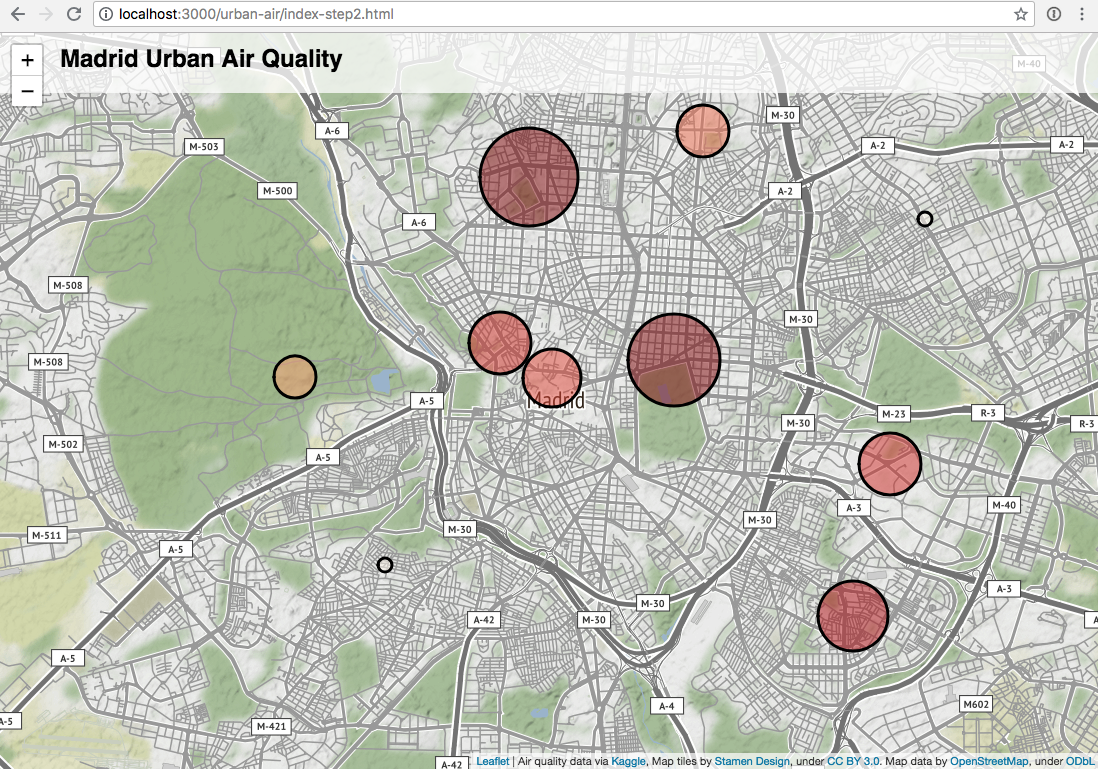 localhost:3000/urban-air/index-step2.html
+
Madrid Urban Air Quality
−
M-40
M-30
A-6
A-2
A-2
M-503
M-500
A-2
A-6
M-508
M-30
M-508
A-5
Madrid
M-23
R-3
M-30
R-3
M-502
A-5
M-40
A-3
M-30
M-30
M-511
A-5
A-3
M-30
A-42
M-30
A-5
M602
A-4
A-5
M-421
A-42
Leaflet | Air quality data via Kaggle, Map tiles by Stamen Design, under CC BY 3.0. Map data by OpenStreetMap, under ODbL